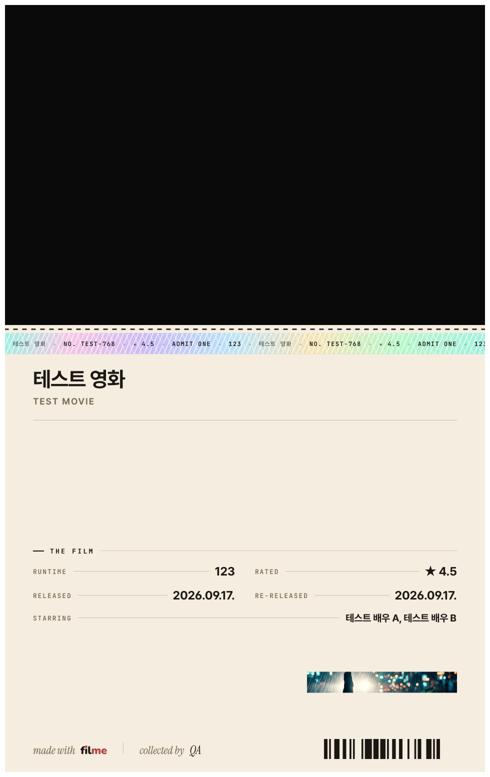 테스트 영화 · NO. TEST-768 · ★ 4.5 · ADMIT ONE · 123 · 테스트 영화 · NO. TEST-768 · ★ 4.5 · ADMIT ONE · 123
테스트 영화
TEST MOVIE
THE FILM
RUNTIME 123 RATED ★ 4.5
RELEASED 2026.09.17. RE-RELEASED 2026.09.17.
STARRING 테스트 배우 A, 테스트 배우 B
made with filme collected by QA